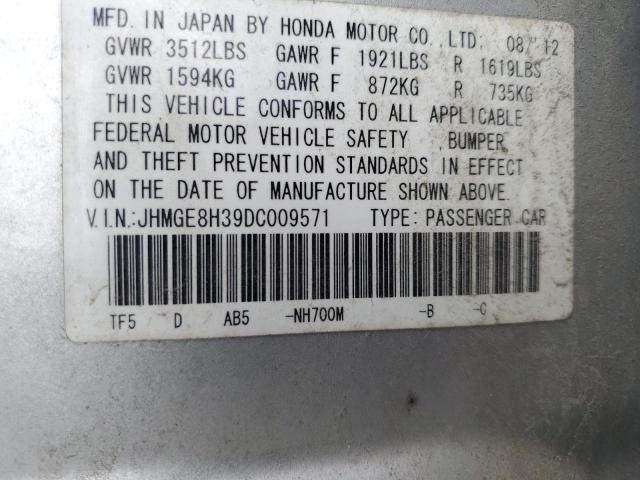 MFD. IN JAPAN BY HONDA MOTOR CO., LTD. 08/12
GVWR 3512LBS GAWR F 1921LBS R 1619LBS
GVWR 1594KG GAWR F 872KG R 735KG
THIS VEHICLE CONFORMS TO ALL APPLICABLE
FEDERAL MOTOR VEHICLE SAFETY , BUMPER,
AND THEFT PREVENTION STANDARDS IN EFFECT
ON THE DATE OF MANUFACTURE SHOWN ABOVE.
V.I.N.:JHMGE8H39DC009571 TYPE: PASSENGER CAR
TF5 D AB5 -NH700M -B -C